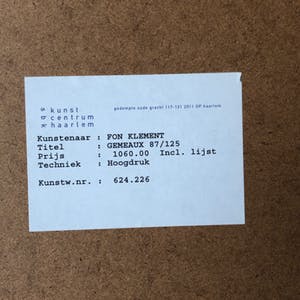 kunst
centrum
haarlem
gedempte oude gracht 117-121 2011 GP haarlem
Kunstenaar : FON KLEMENT
Titel : GEMEAUX 87/125
Prijs : 1060.00 Incl. lijst
Techniek : Hoogdruk
Kunstw.nr. : 624.226